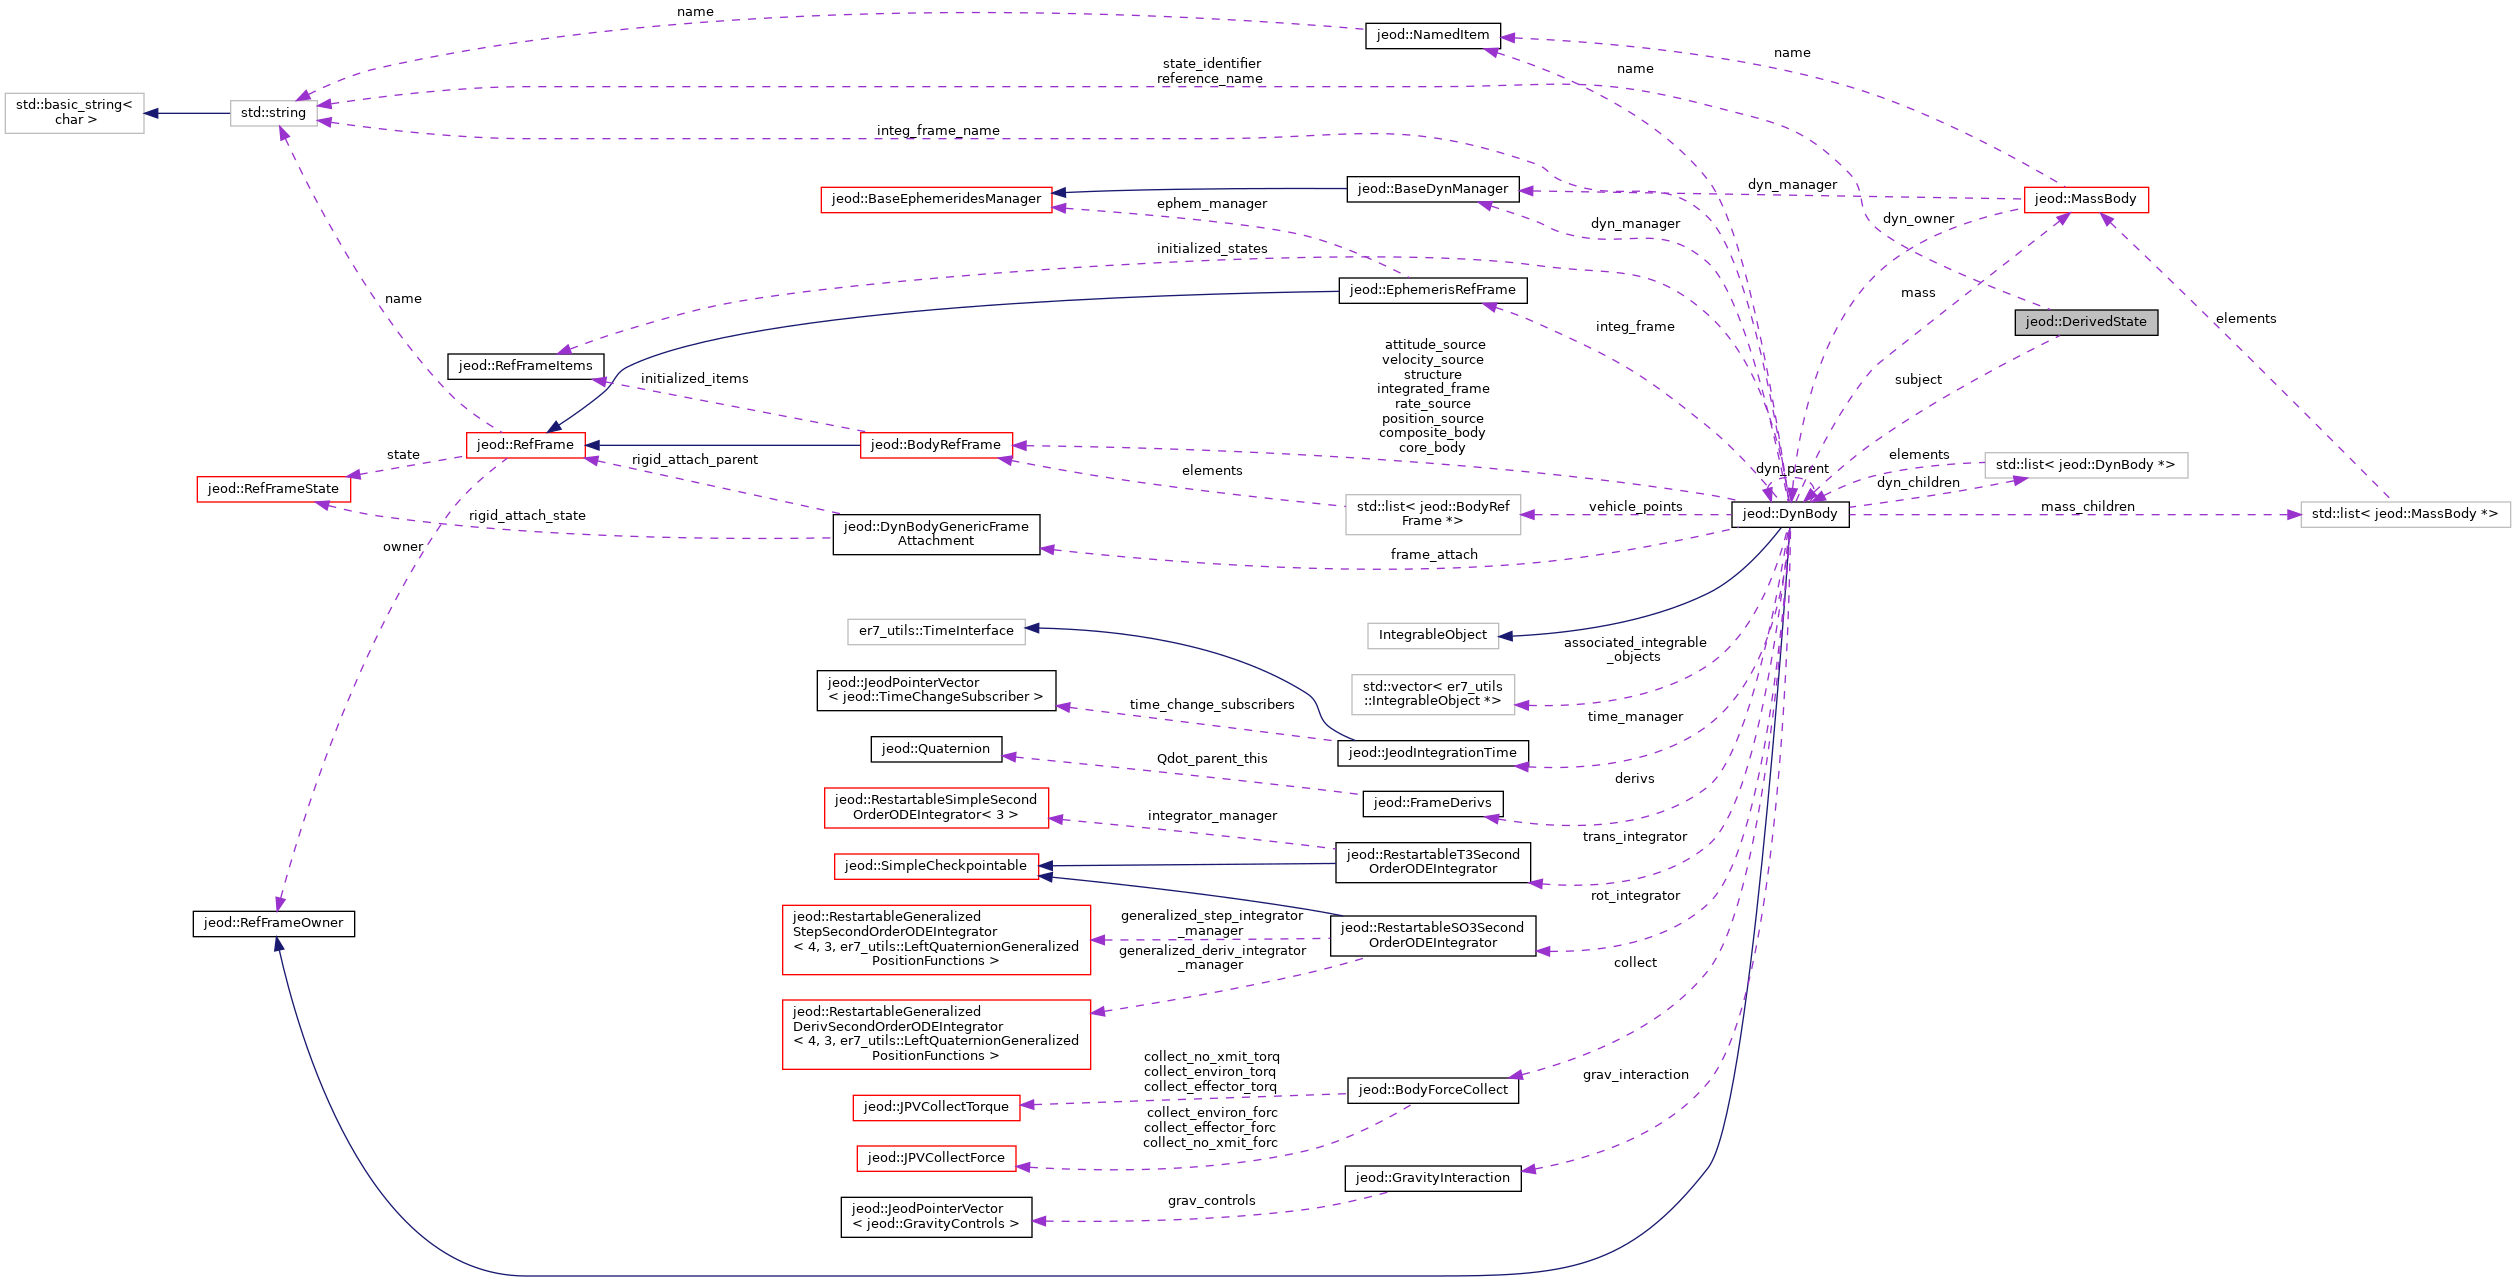 name
jeod::NamedItem
name
state_identifier
reference_name
name
std::basic_string<
char >
std::string
integ_frame_name
jeod::BaseEphemeridesManager
jeod::BaseDynManager
dyn_manager
jeod::MassBody
ephem_manager
dyn_manager
dyn_owner
initialized_states
name
jeod::EphemerisRefFrame
mass
jeod::DerivedState
elements
integ_frame
jeod::RefFrameItems
initialized_items
attitude_source
velocity_source
structure
integrated_frame
rate_source
position_source
composite_body
core_body
subject
jeod::RefFrame
jeod::BodyRefFrame
state
rigid_attach_parent
elements
dyn_parent
elements
std::list< jeod::DynBody *>
dyn_children
jeod::RefFrameState
rigid_attach_state
jeod::DynBodyGenericFrame
Attachment
std::list< jeod::BodyRef
Frame *>
vehicle_points
jeod::DynBody
mass_children
std::list< jeod::MassBody *>
owner
frame_attach
er7_utils::TimeInterface
IntegrableObject
associated_integrable
_objects
jeod::JeodPointerVector
< jeod::TimeChangeSubscriber >
std::vector< er7_utils
::IntegrableObject *>
time_change_subscribers
time_manager
jeod::Quaternion
Qdot_parent_this
jeod::JeodIntegrationTime
derivs
jeod::RestartableSimpleSecond
OrderODEIntegrator< 3 >
integrator_manager
jeod::FrameDerivs
trans_integrator
jeod::SimpleCheckpointable
jeod::RestartableT3Second
OrderODEIntegrator
rot_integrator
jeod::RefFrameOwner
jeod::RestartableGeneralized
StepSecondOrderODEIntegrator
< 4, 3, er7_utils::LeftQuaternionGeneralized
PositionFunctions >
generalized_step_integrator
_manager
generalized_deriv_integrator
_manager
jeod::RestartableSO3Second
OrderODEIntegrator
collect
jeod::RestartableGeneralized
DerivSecondOrderODEIntegrator
< 4, 3, er7_utils::LeftQuaternionGeneralized
PositionFunctions >
collect_no_xmit_torq
collect_environ_torq
collect_effector_torq
jeod::BodyForceCollect
grav_interaction
jeod::JPVCollectTorque
collect_environ_forc
collect_effector_forc
collect_no_xmit_forc
jeod::JPVCollectForce
jeod::GravityInteraction
jeod::JeodPointerVector
< jeod::GravityControls >
grav_controls